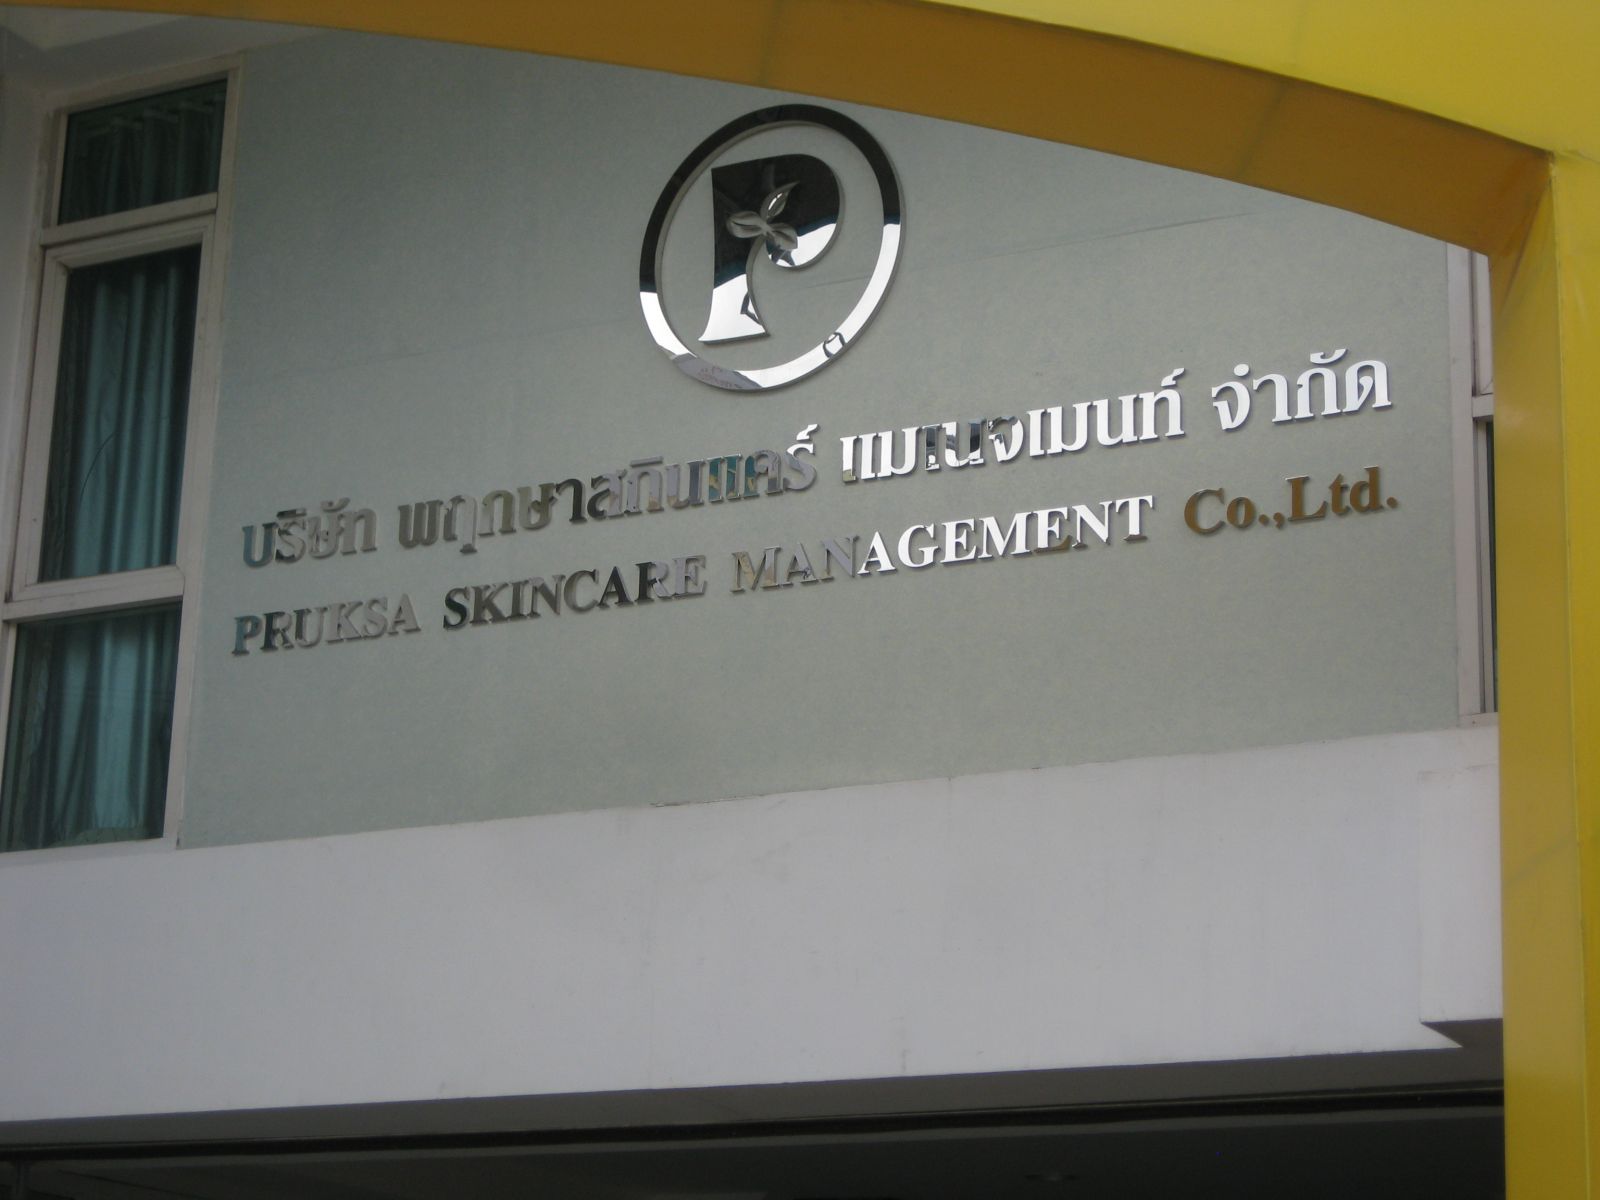 P
บริษัท พฤกษาสกินแคร์ แมเนจเมนท์ จำกัด
PRUKSA SKINCARE MANAGEMENT Co.,Ltd.